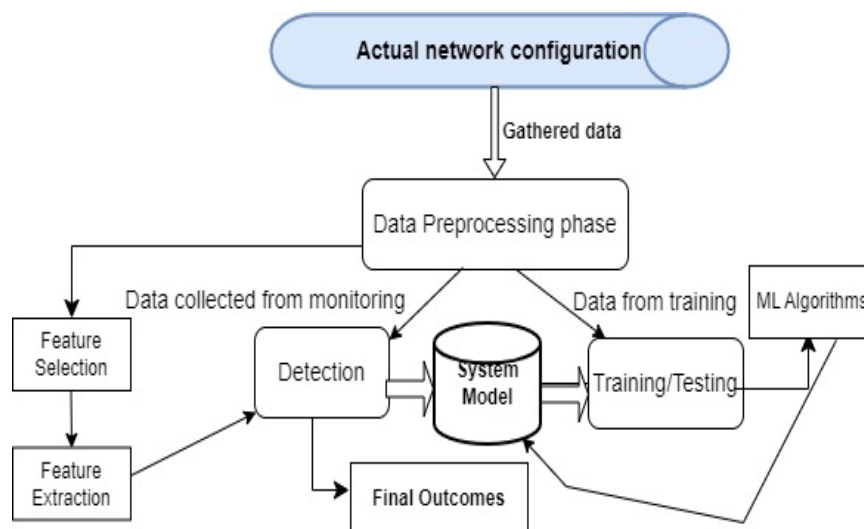 Actual network configuration
Gathered data
Data Preprocessing phase
Data collected from monitoring
Data from training
ML Algorithms
Feature
Selection
Detection
System
Model
Training/Testing
Feature
Extraction
Final Outcomes